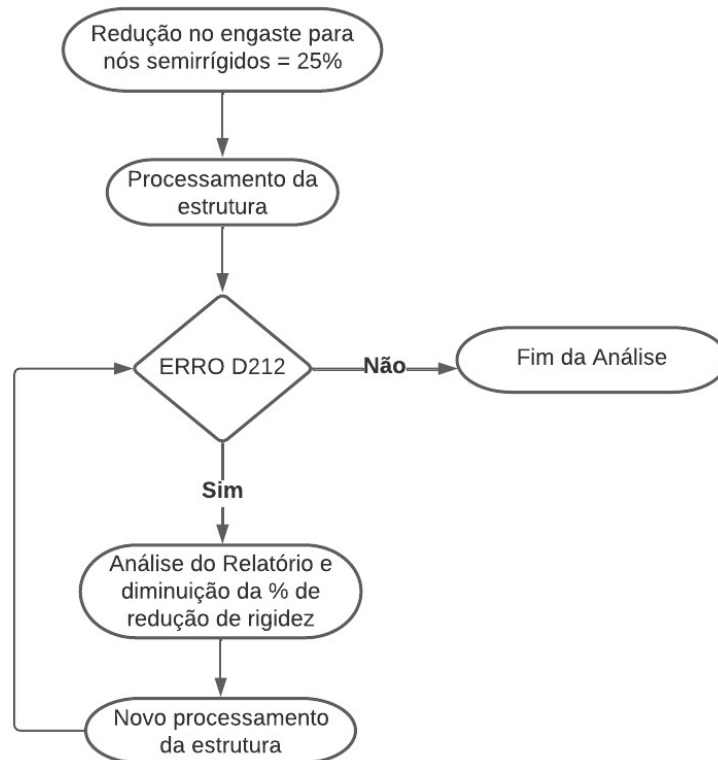 Redução no engaste para
nós semirrígidos = 25%
Processamento da
estrutura
ERRO D212
Não
Fim da Análise
Sim
Análise do Relatório e
diminuição da % de
redução de rigidez
Novo processamento
da estrutura